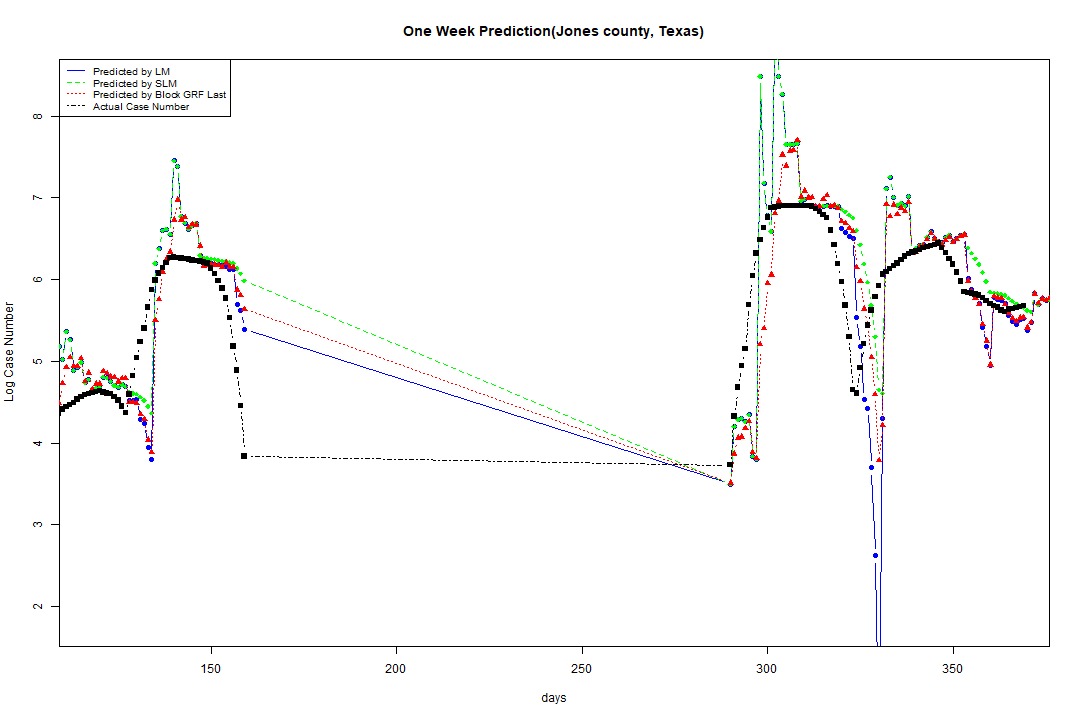 One Week Prediction(Jones county, Texas)
Predicted by LM
Predicted by SLM
Predicted by Block GRF Last
Actual Case Number
8
7
6
5
4
3
2
Log Case Number
150 200 250 300 350
days